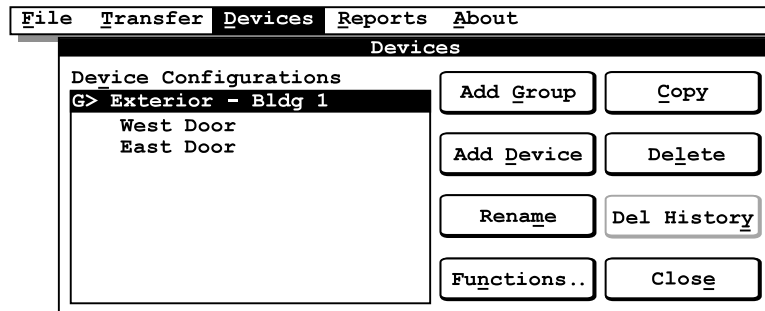 File Transfer Devices Reports About
Devices
Device Configurations
G> Exterior - Bldg 1
West Door
East Door
Add Group Copy
Add Device Delete
Rename Del History
Functions.. Close